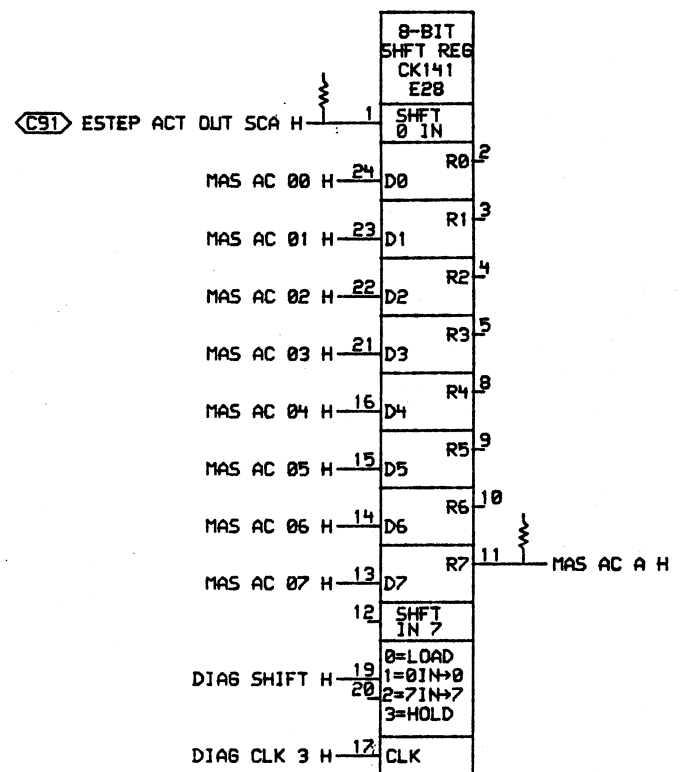 8-BIT
SHFT REG
CK141
E28
C91 ESTEP ACT OUT SCA H 1 SHFT
0 IN
R0 2
MAS AC 00 H 24 D0
R1 3
MAS AC 01 H 23 D1
R2 4
MAS AC 02 H 22 D2
R3 5
MAS AC 03 H 21 D3
R4 8
MAS AC 04 H 16 D4
R5 9
MAS AC 05 H 15 D5
R6 10
MAS AC 06 H 14 D6
R7 11 MAS AC A H
MAS AC 07 H 13 D7
12 SHFT
IN 7
0=LOAD
DIAG SHIFT H 19 1=0IN→0
20 2=7IN→7
3=HOLD
DIAG CLK 3 H 17 CLK